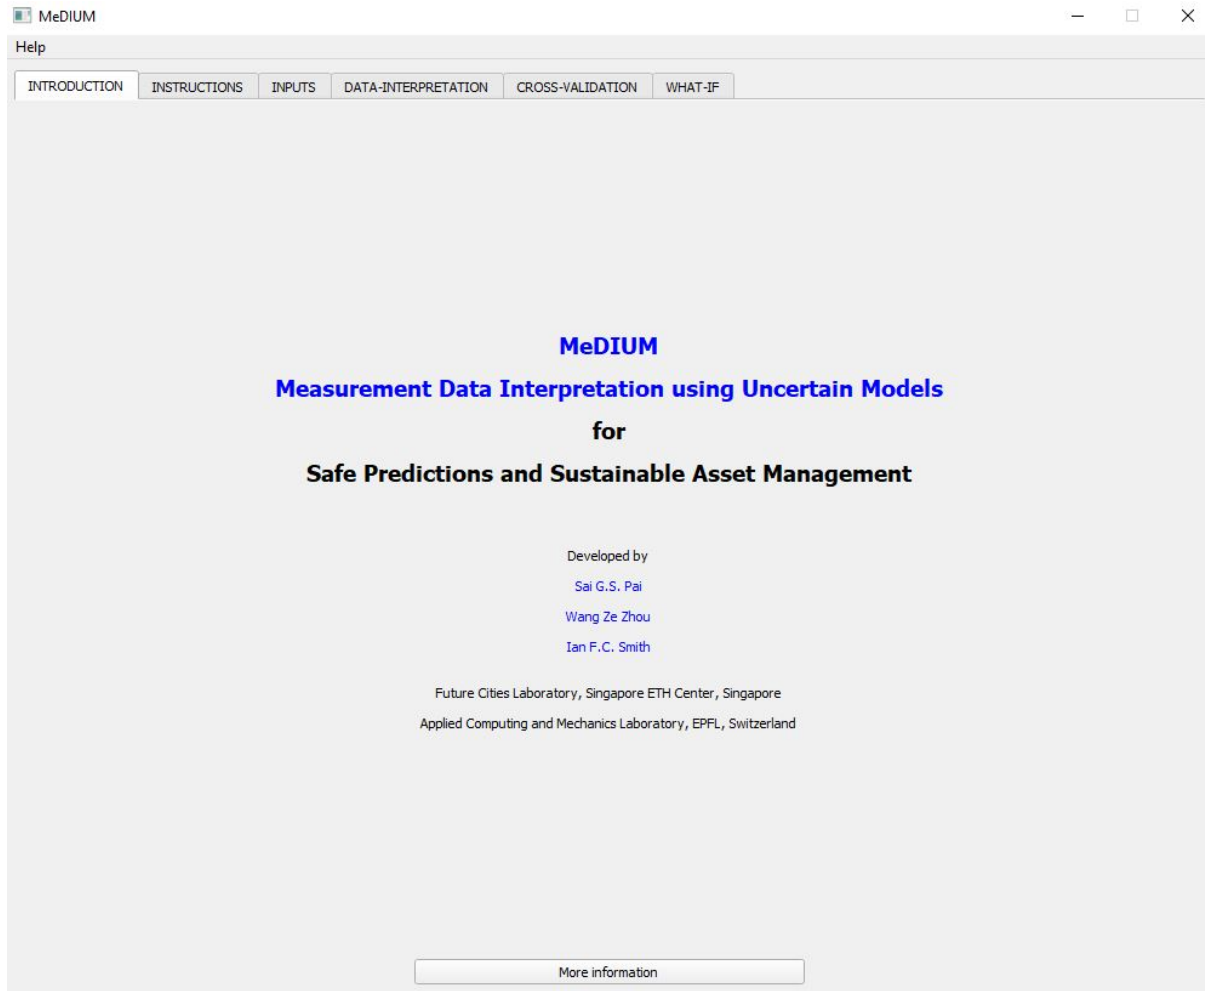 MeDIUM
Help
INTRODUCTION INSTRUCTIONS INPUTS DATA-INTERPRETATION CROSS-VALIDATION WHAT-IF
MeDIUM
Measurement Data Interpretation using Uncertain Models
for
Safe Predictions and Sustainable Asset Management
Developed by
Sai G.S. Pai
Wang Ze Zhou
Ian F.C. Smith
Future Cities Laboratory, Singapore ETH Center, Singapore
Applied Computing and Mechanics Laboratory, EPFL, Switzerland
More information